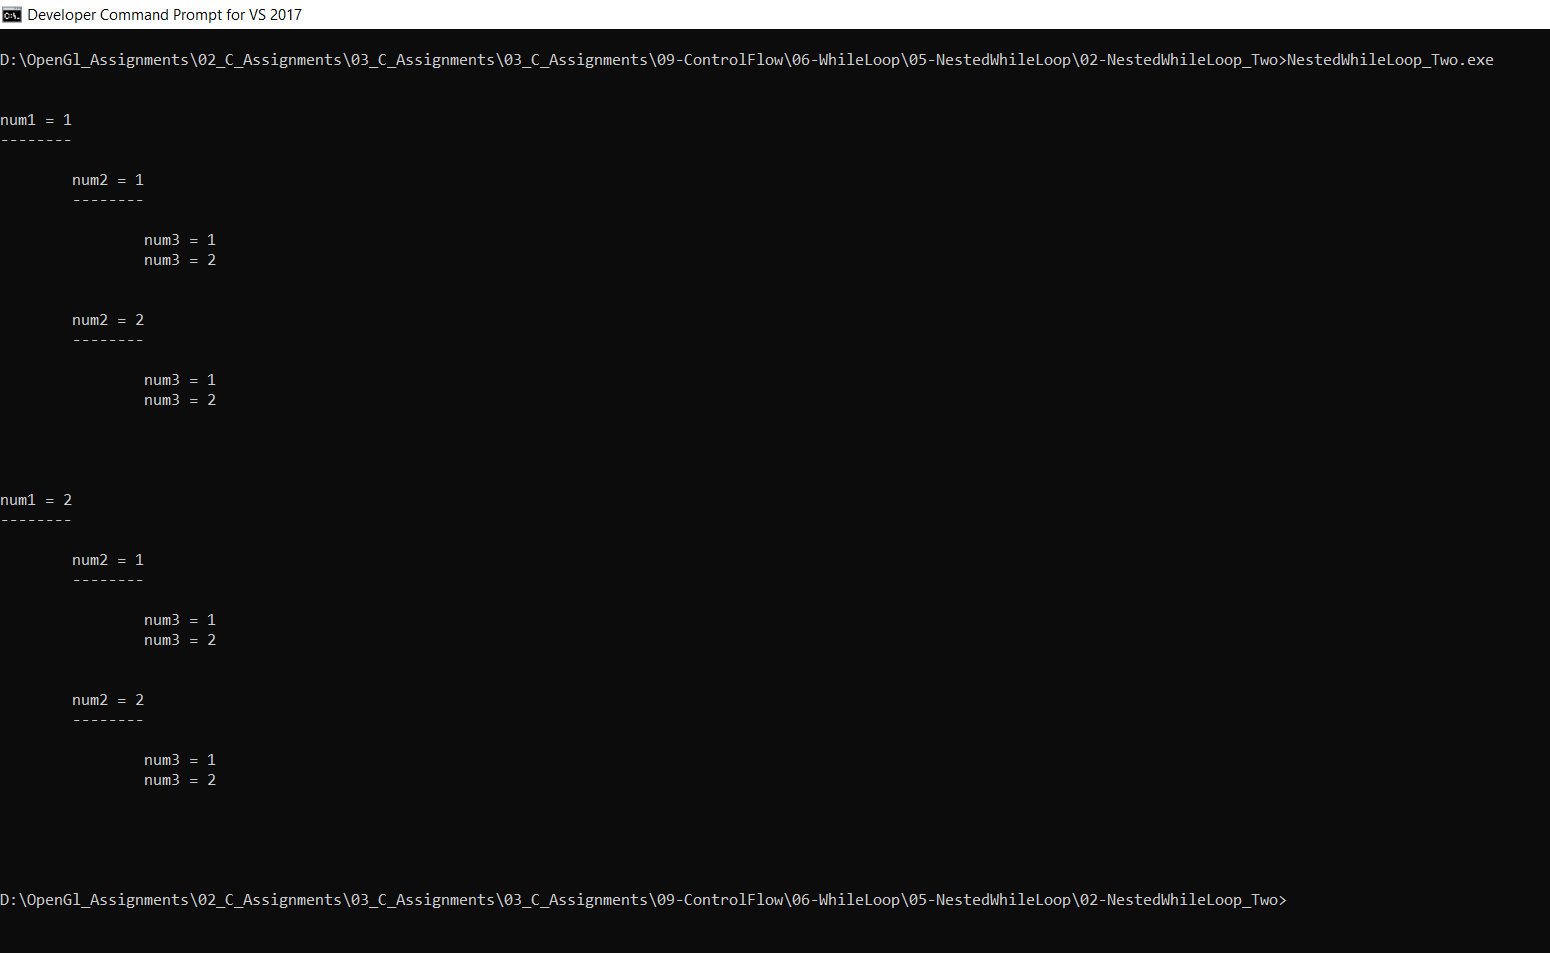 Developer Command Prompt for VS 2017
D:\OpenGl_Assignments\02_C_Assignments\03_C_Assignments\03_C_Assignments\09-ControlFlow\06-WhileLoop\05-NestedWhileLoop\02-NestedWhileLoop_Two>NestedWhileLoop_Two.exe
num1 = 1
--------
num2 = 1
--------
num3 = 1
num3 = 2
num2 = 2
--------
num3 = 1
num3 = 2
num1 = 2
--------
num2 = 1
--------
num3 = 1
num3 = 2
num2 = 2
--------
num3 = 1
num3 = 2
D:\OpenGl_Assignments\02_C_Assignments\03_C_Assignments\03_C_Assignments\09-ControlFlow\06-WhileLoop\05-NestedWhileLoop\02-NestedWhileLoop_Two>